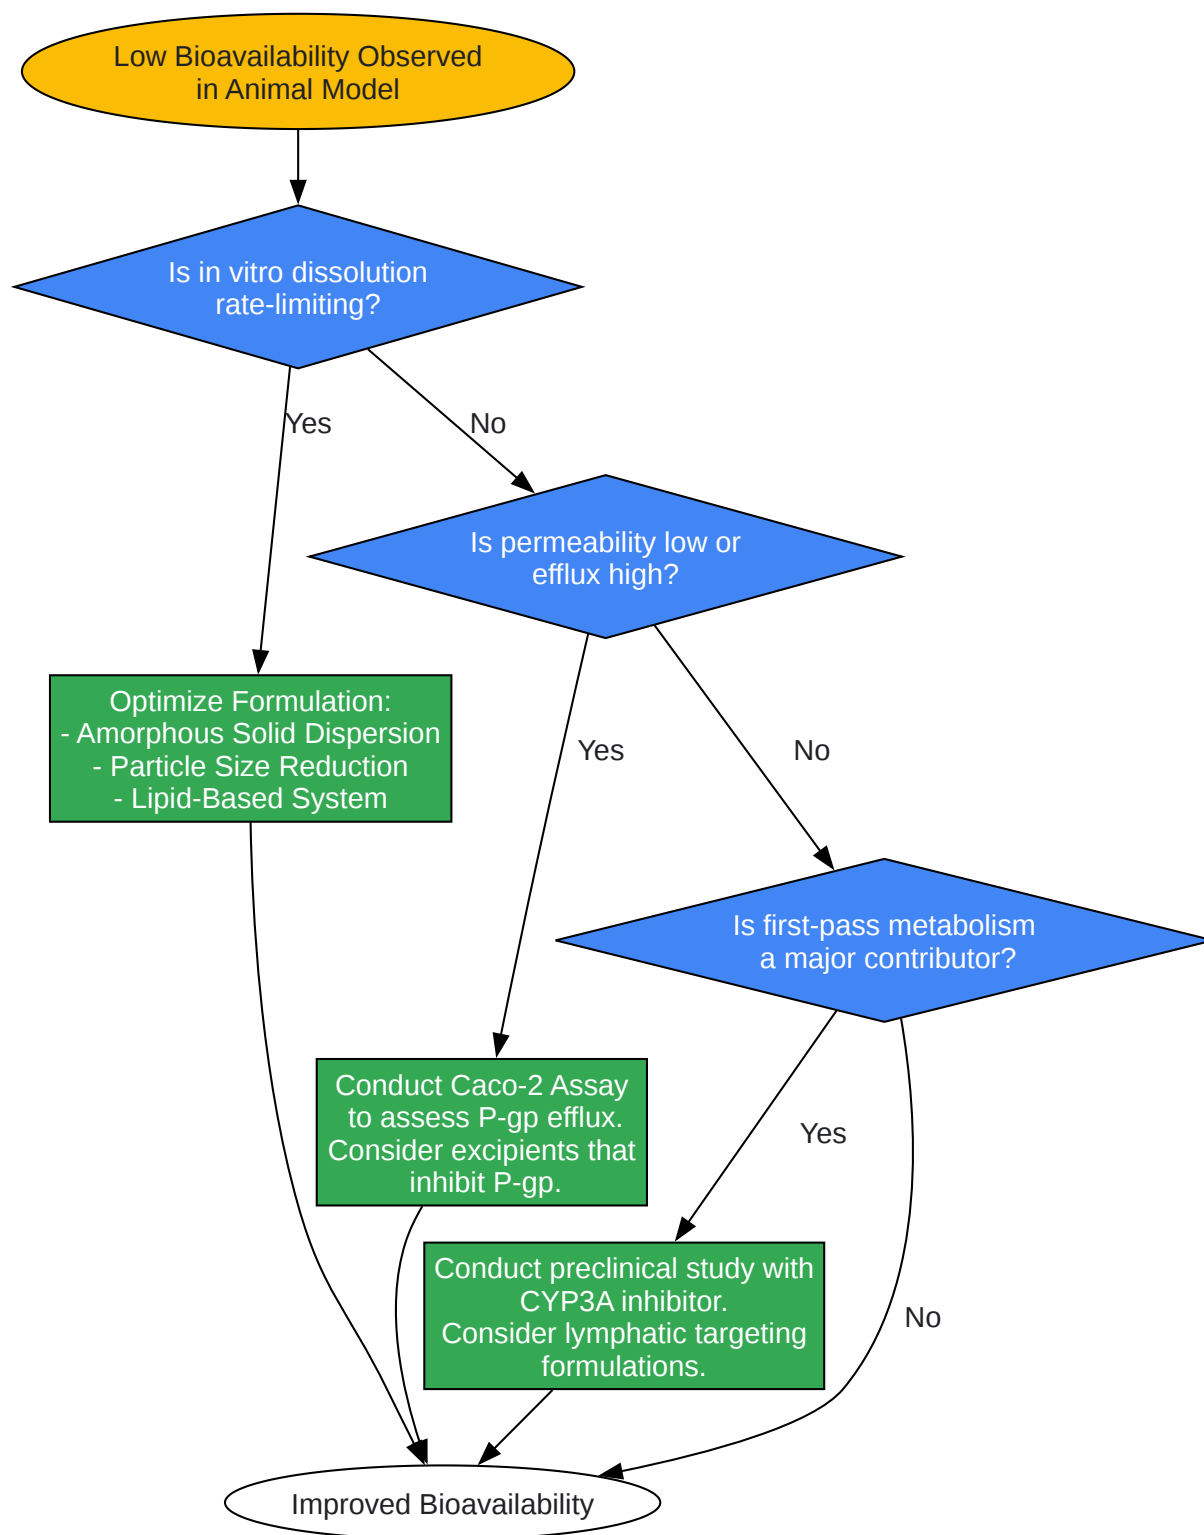 Low Bioavailability Observed
in Animal Model
Is in vitro dissolution
rate-limiting?
Yes
No
Is permeability low or
efflux high?
Optimize Formulation:
- Amorphous Solid Dispersion
- Particle Size Reduction
- Lipid-Based System
Yes
No
Is first-pass metabolism
a major contributor?
Conduct Caco-2 Assay
to assess P-gp efflux.
Consider excipients that
inhibit P-gp.
Yes
Conduct preclinical study with
CYP3A inhibitor.
Consider lymphatic targeting
formulations.
No
Improved Bioavailability